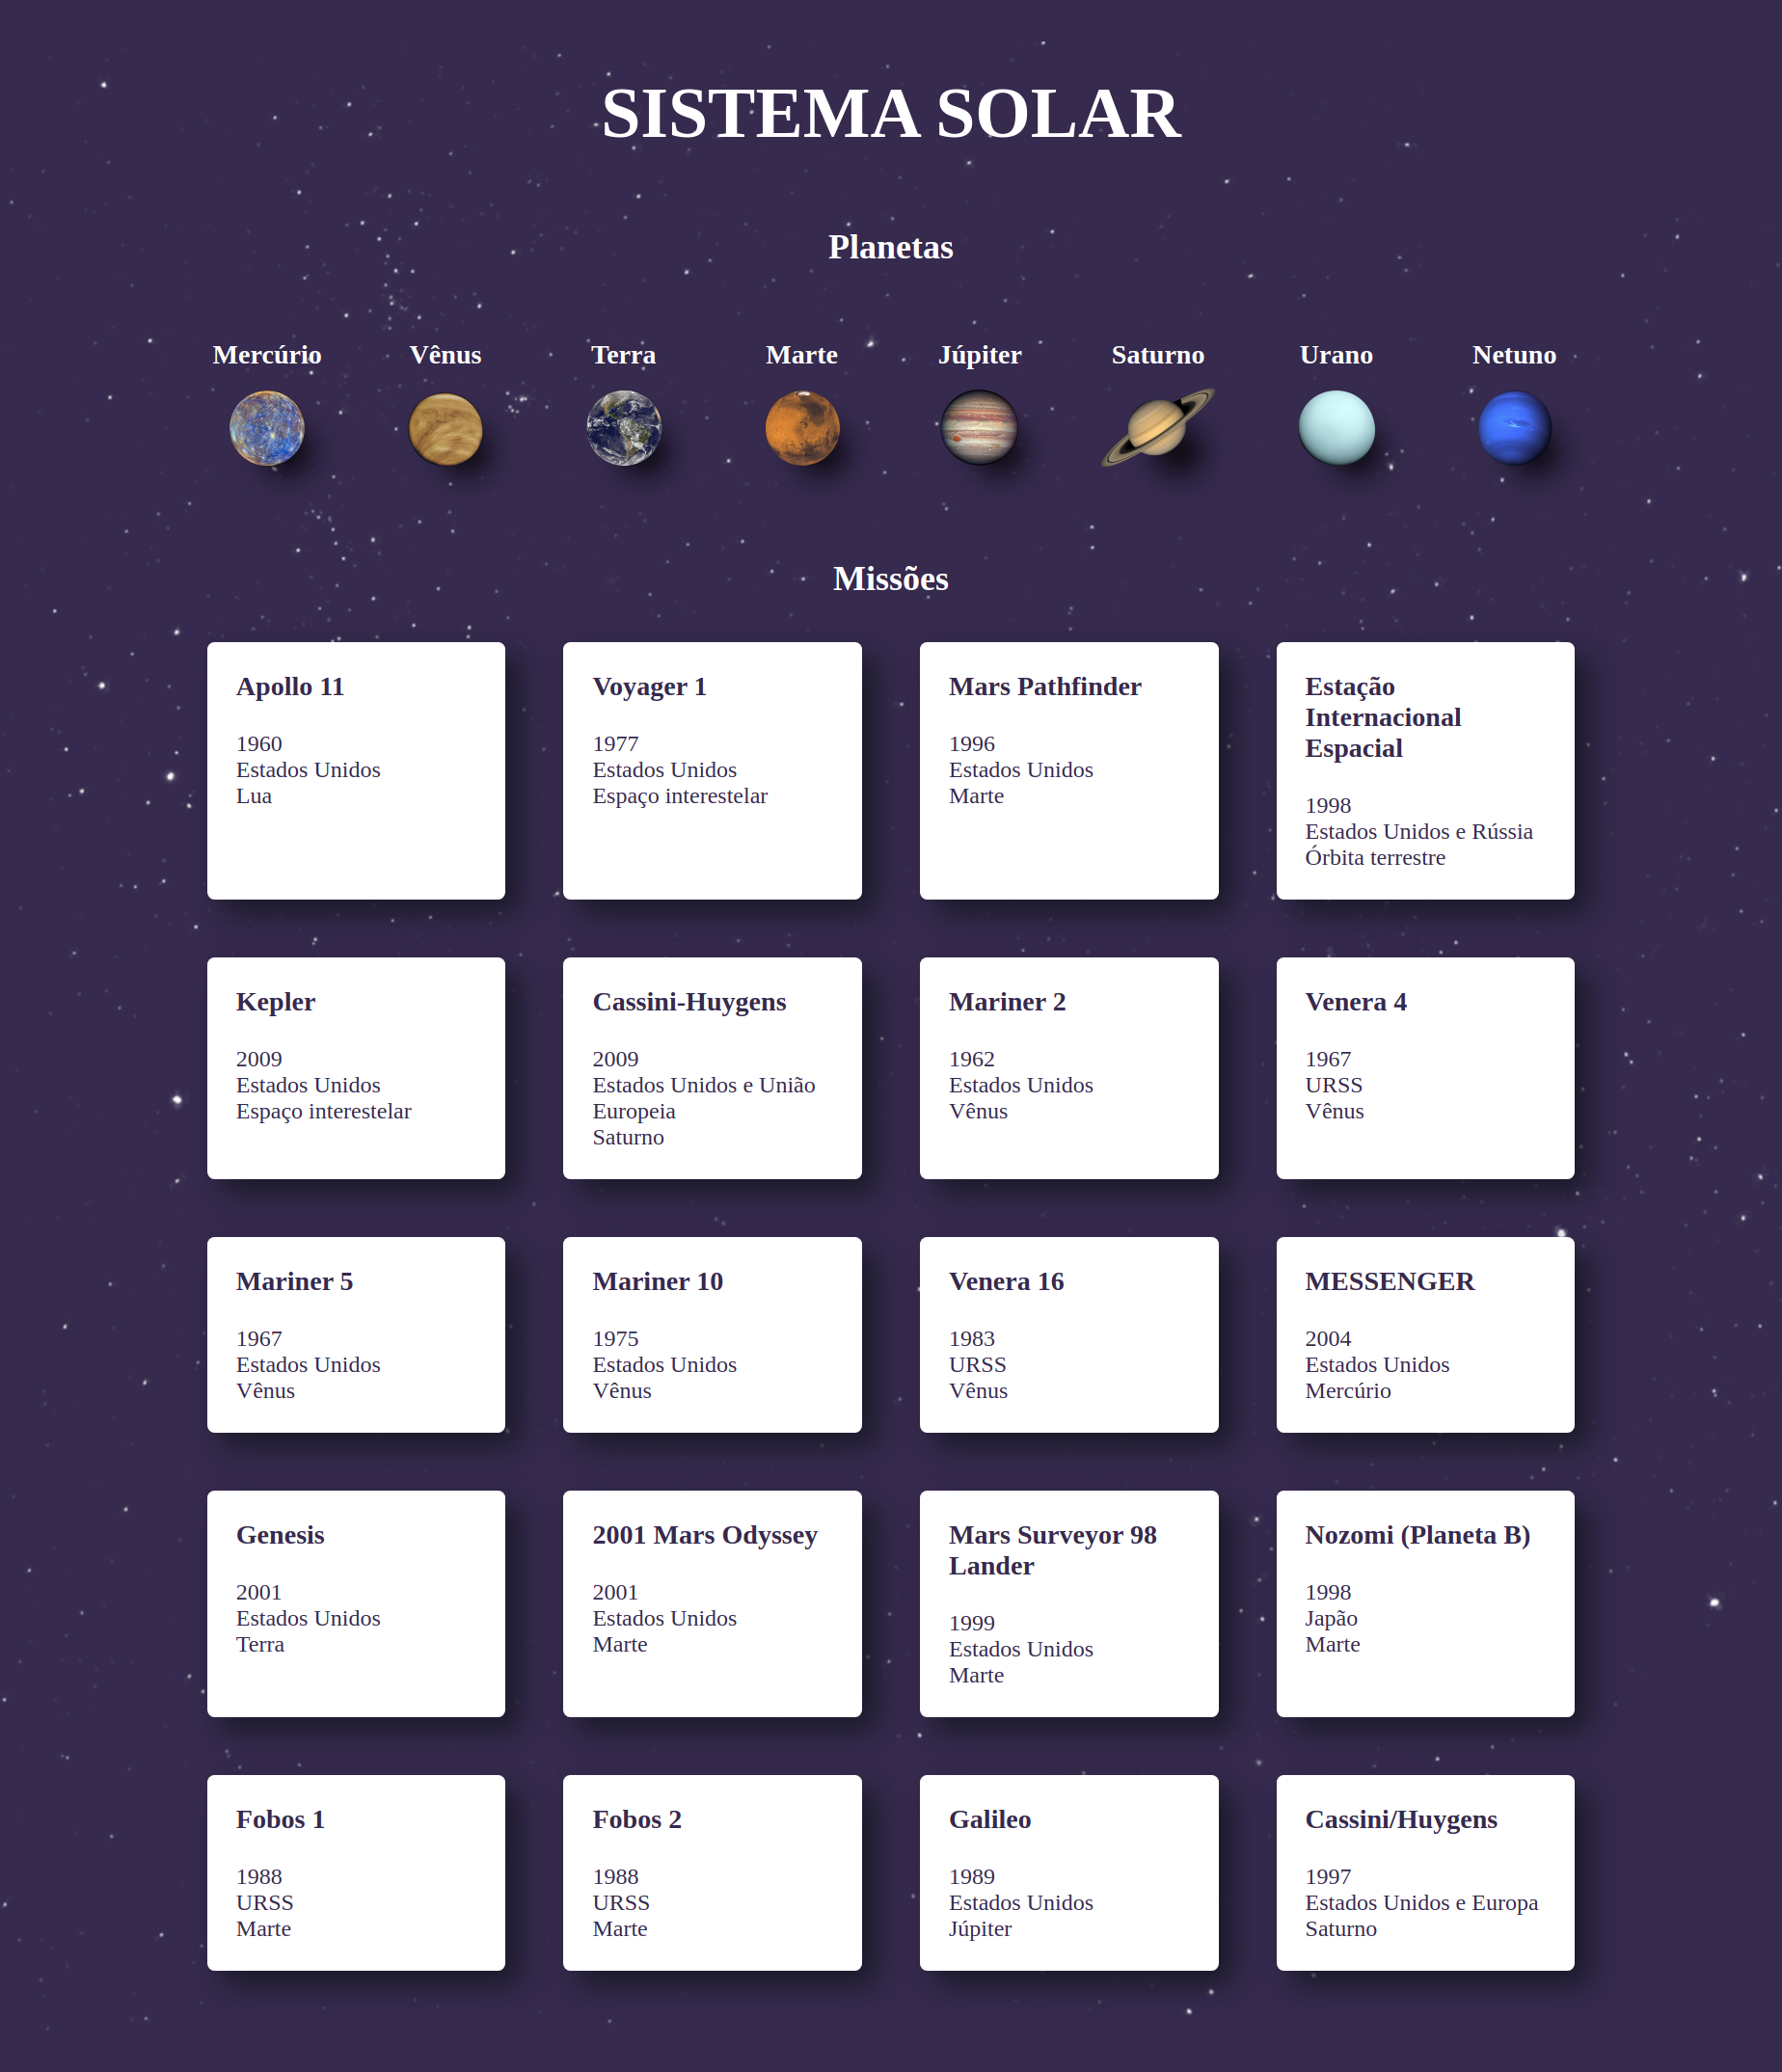 SISTEMA SOLAR
Planetas
Mercúrio
Vênus
Terra
Marte
Júpiter
Saturno
Urano
Netuno
Missões
Apollo 11
1960
Estados Unidos
Lua
Voyager 1
1977
Estados Unidos
Espaço interestelar
Mars Pathfinder
1996
Estados Unidos
Marte
Estação
Internacional
Espacial
1998
Estados Unidos e Rússia
Órbita terrestre
Kepler
2009
Estados Unidos
Espaço interestelar
Cassini-Huygens
2009
Estados Unidos e União
Europeia
Saturno
Mariner 2
1962
Estados Unidos
Vênus
Venera 4
1967
URSS
Vênus
Mariner 5
1967
Estados Unidos
Vênus
Mariner 10
1975
Estados Unidos
Vênus
Venera 16
1983
URSS
Vênus
MESSENGER
2004
Estados Unidos
Mercúrio
Genesis
2001
Estados Unidos
Terra
2001 Mars Odyssey
2001
Estados Unidos
Marte
Mars Surveyor 98
Lander
1999
Estados Unidos
Marte
Nozomi (Planeta B)
1998
Japão
Marte
Fobos 1
1988
URSS
Marte
Fobos 2
1988
URSS
Marte
Galileo
1989
Estados Unidos
Júpiter
Cassini/Huygens
1997
Estados Unidos e Europa
Saturno